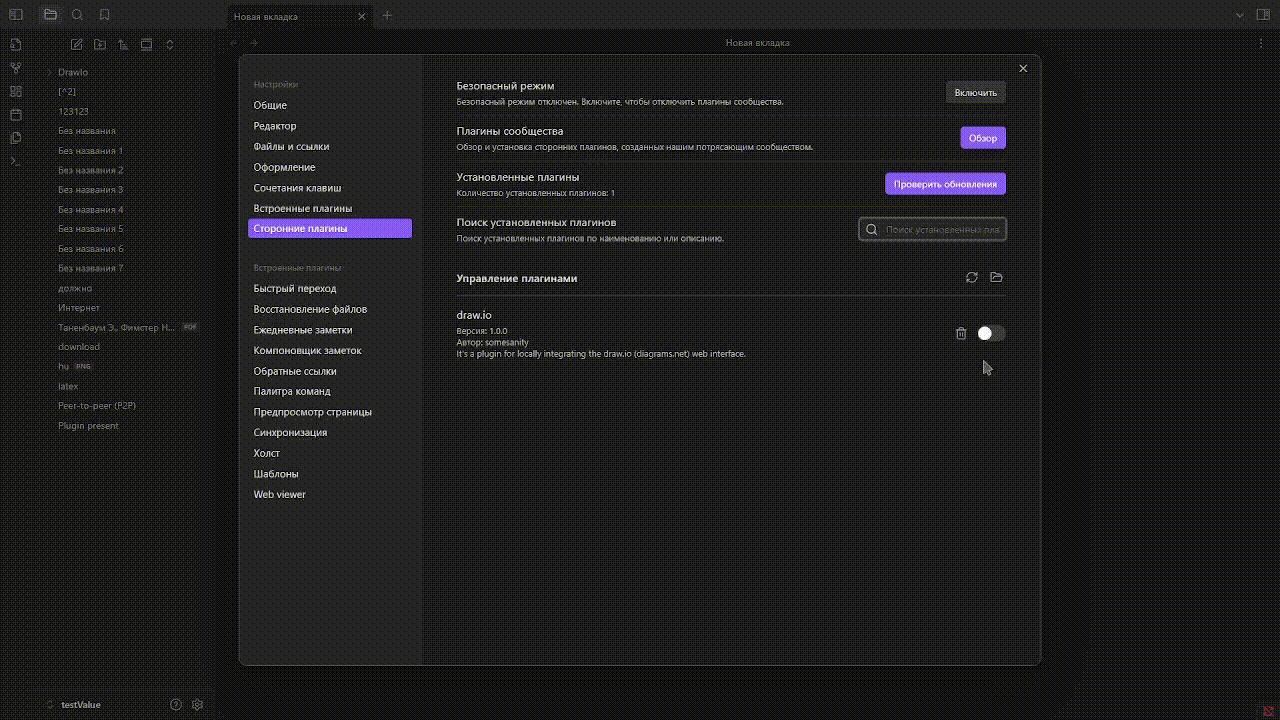 Новая вкладка
Новая вкладка
DrawIo
[^2]
123123
Без названия
Без названия 1
Без названия 2
Без названия 3
Без названия 4
Без названия 5
Без названия 6
Без названия 7
должно
Интернет
Таненбаум Э., Фимстер Н... PDF
download
hu PNG
latex
Peer-to-peer (P2P)
Plugin present
testValue
Настройки
Общие
Редактор
Файлы и ссылки
Оформление
Сочетания клавиш
Встроенные плагины
Сторонние плагины
Встроенные плагины
Быстрый переход
Восстановление файлов
Ежедневные заметки
Компоновщик заметок
Обратные ссылки
Палитра команд
Предпросмотр страницы
Синхронизация
Холст
Шаблоны
Web viewer
Безопасный режим
Безопасный режим отключен. Включите, чтобы отключить плагины сообщества.
Включить
Плагины сообщества
Обзор и установка сторонних плагинов, созданных нашим потрясающим сообществом.
Обзор
Установленные плагины
Количество установленных плагинов: 1
Проверить обновления
Поиск установленных плагинов
Поиск установленных плагинов по наименованию или описанию.
Поиск установленных пла
Управление плагинами
draw.io
Версия: 1.0.0
Автор: somesanity
It's a plugin for locally integrating the draw.io (diagrams.net) web interface.